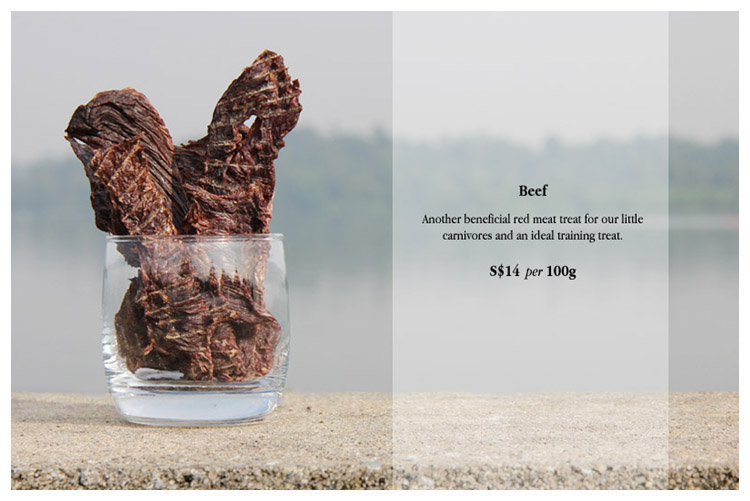 Beef
Another beneficial red meat treat for our little
carnivores and an ideal training treat.
S$14 per 100g